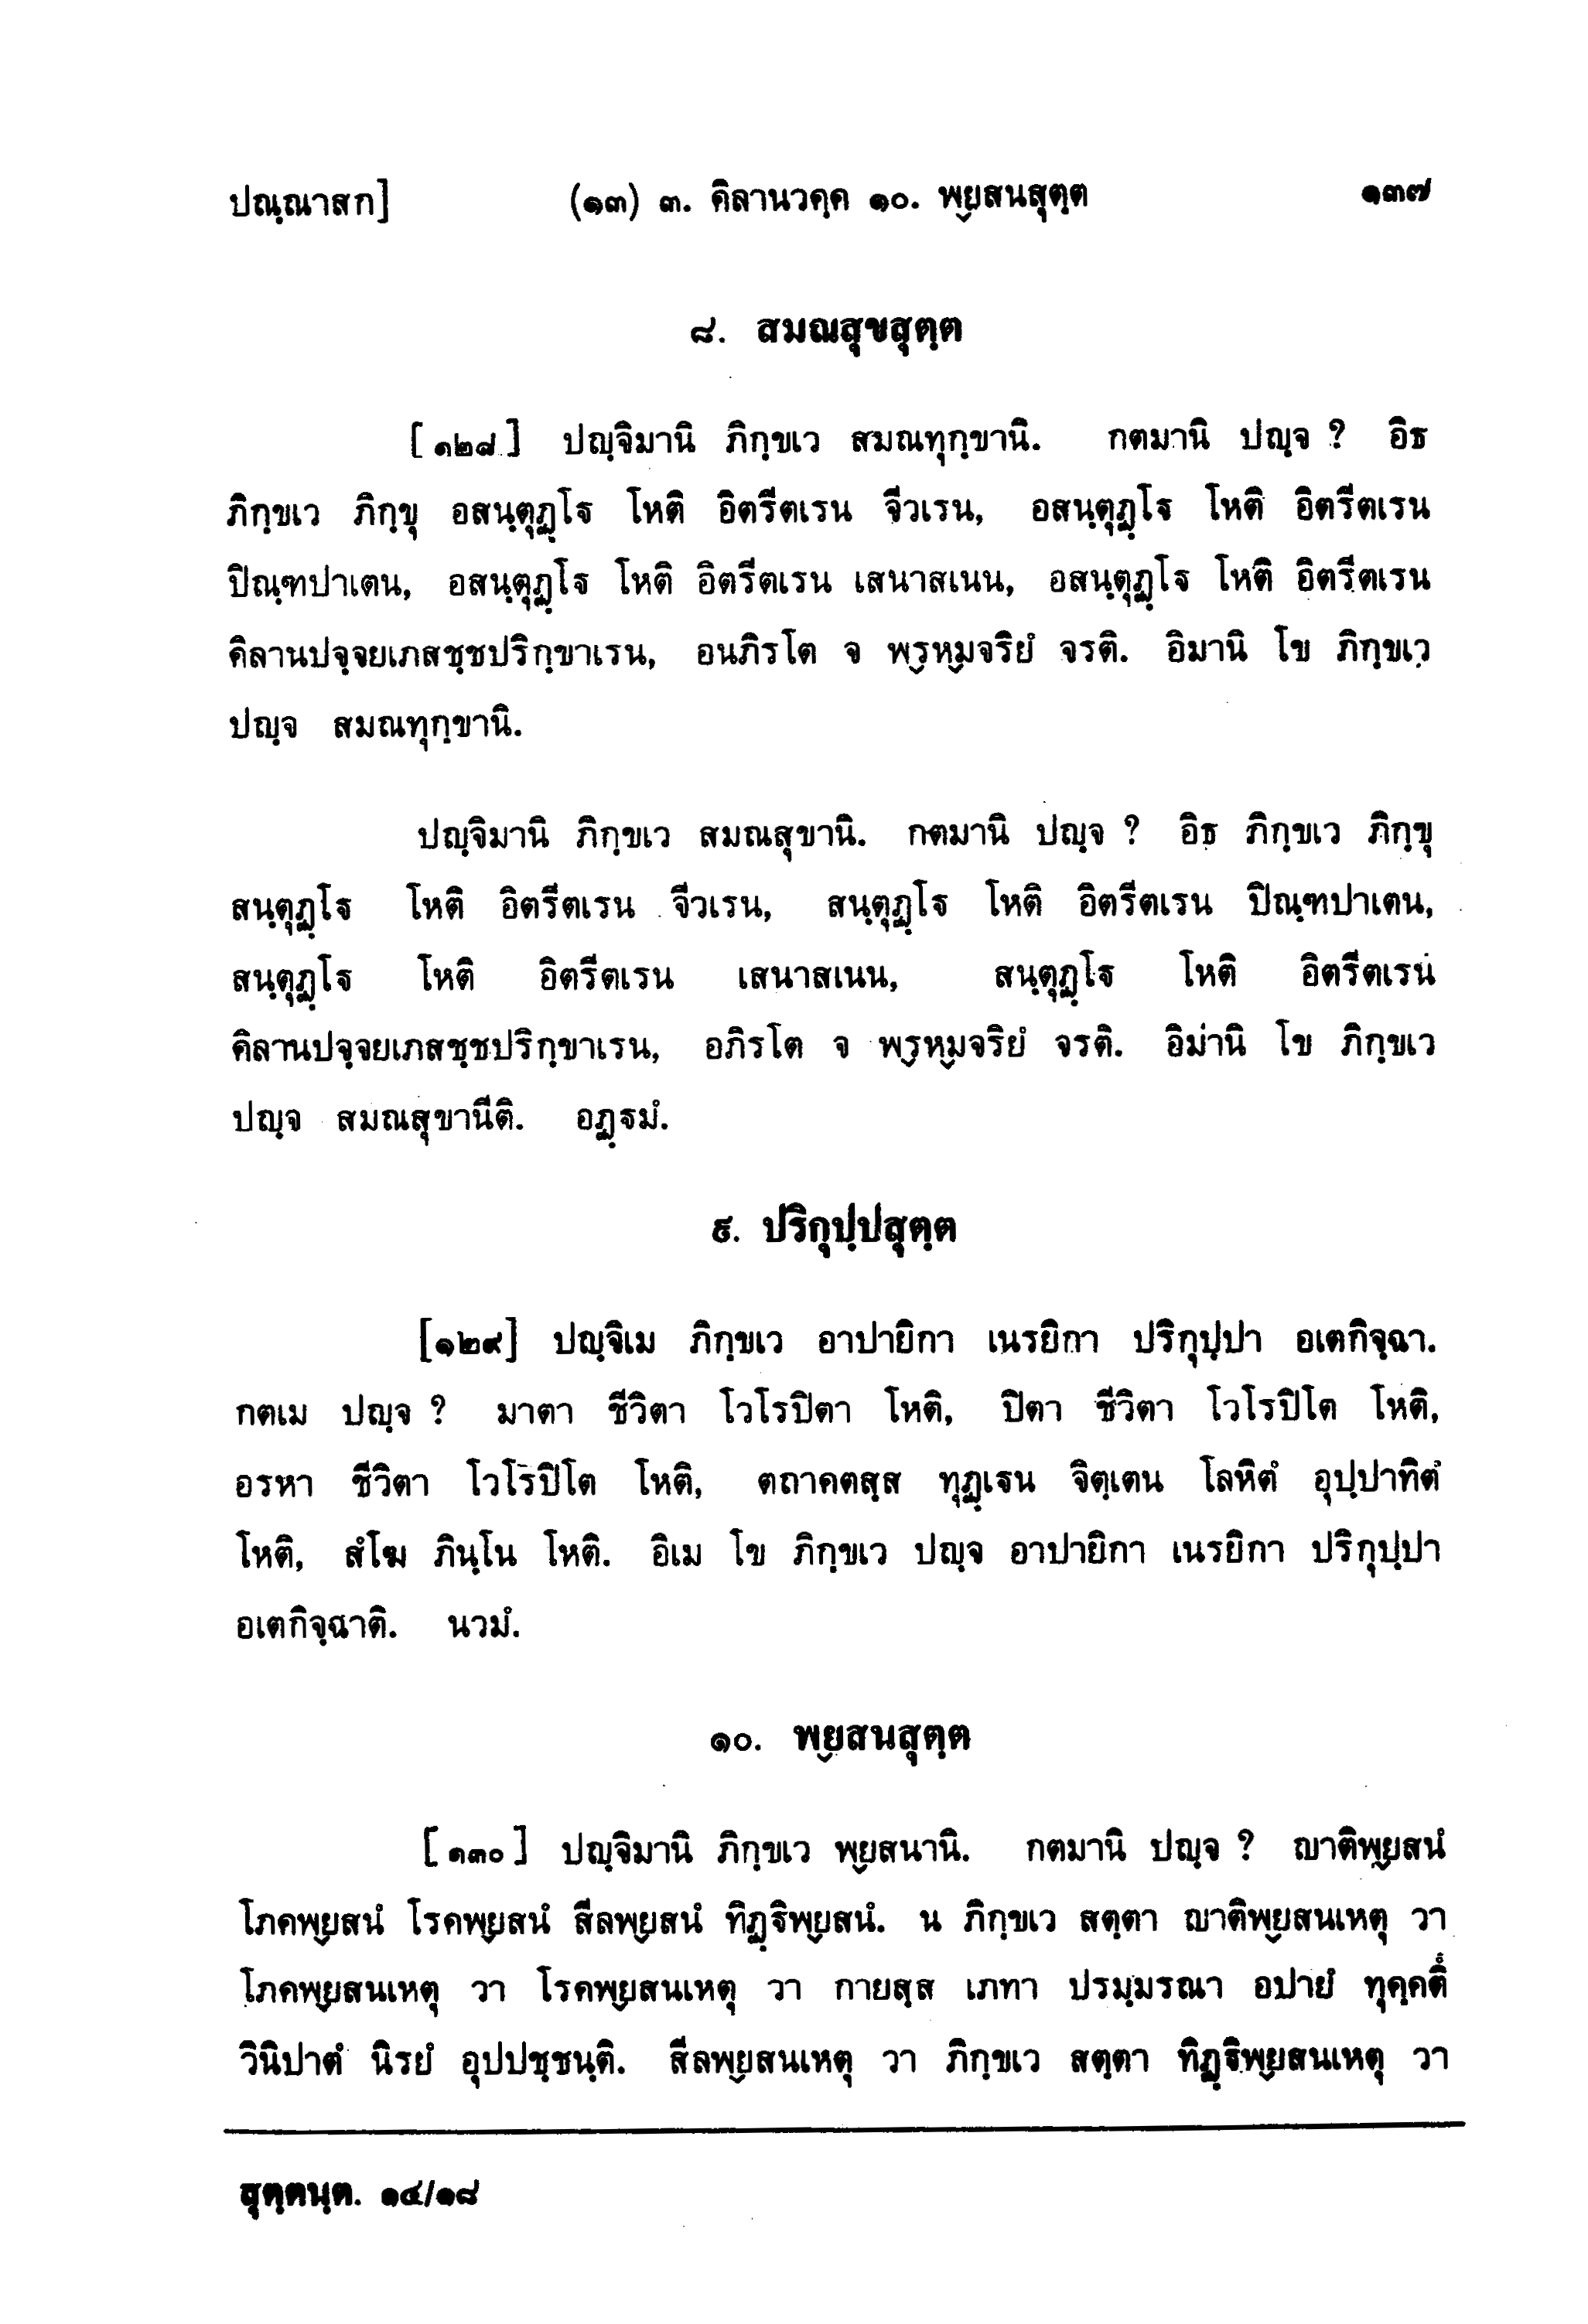 ปณฺณาสก] (๑๓) ๓. คิลานวคฺค ๑๐. พฺยสนสุตฺต ๑๓๗
๘. สมณสุขสุตฺต
[๑๒๘] ปญฺจิมานิ ภิกฺขเว สมณทุกฺขานิ. กตมานิ ปญฺจ ? อิธ
ภิกฺขเว ภิกฺขุ อสนฺตุฏฺโฐ โหติ อิตรีตเรน จีวเรน, อสนฺตุฏฺโฐ โหติ อิตรีตเรน
ปิณฺฑปาเตน, อสนฺตุฏฺโฐ โหติ อิตรีตเรน เสนาสเนน, อสนฺตุฏฺโฐ โหติ อิตรีตเรน
คิลานปจฺจยเภสชฺชปริกฺขาเรน, อนภิรโต จ พฺรหฺมจริยํ จรติ. อิมานิ โข ภิกฺขเว
ปญฺจ สมณทุกฺขานิ.
ปญฺจิมานิ ภิกฺขเว สมณสุขานิ. กตมานิ ปญฺจ ? อิธ ภิกฺขเว ภิกฺขุ
สนฺตุฏฺโฐ โหติ อิตรีตเรน จีวเรน, สนฺตุฏฺโฐ โหติ อิตรีตเรน ปิณฺฑปาเตน,
สนฺตุฏฺโฐ โหติ อิตรีตเรน เสนาสเนน, สนฺตุฏฺโฐ โหติ อิตรีตเรน
คิลานปจฺจยเภสชฺชปริกฺขาเรน, อภิรโต จ พฺรหฺมจริยํ จรติ. อิมานิ โข ภิกฺขเว
ปญฺจ สมณสุขานีติ. อฏฺฐมํ.
๙. ปริกุปฺปสุตฺต
[๑๒๙] ปญฺจิเม ภิกฺขเว อาปายิกา เนรยิกา ปริกุปฺปา อเตกิจฺฉา.
กตเม ปญฺจ ? มาตา ชีวิตา โวโรปิตา โหติ, ปิตา ชีวิตา โวโรปิโต โหติ,
อรหา ชีวิตา โวโรปิโต โหติ, ตถาคตสฺส ทุฏฺเฐน จิตฺเตน โลหิตํ อุปฺปาทิตํ
โหติ, สํโฆ ภินฺโน โหติ. อิเม โข ภิกฺขเว ปญฺจ อาปายิกา เนรยิกา ปริกุปฺปา
อเตกิจฺฉาติ. นวมํ.
๑๐. พฺยสนสุตฺต
[๑๓๐] ปญฺจิมานิ ภิกฺขเว พฺยสนานิ. กตมานิ ปญฺจ ? ญาติพฺยสนํ
โภคพฺยสนํ โรคพฺยสนํ สีลพฺยสนํ ทิฏฺฐิพฺยสนํ. น ภิกฺขเว สตฺตา ญาติพฺยสนเหตุ วา
โภคพฺยสนเหตุ วา โรคพฺยสนเหตุ วา กายสฺส เภทา ปรมฺมรณา อปายํ ทุคฺคตึ
วินิปาตํ นิรยํ อุปปชฺชนฺติ. สีลพฺยสนเหตุ วา ภิกฺขเว สตฺตา ทิฏฺฐิพฺยสนเหตุ วา
สุตฺตนฺต. ๑๔/๑๘